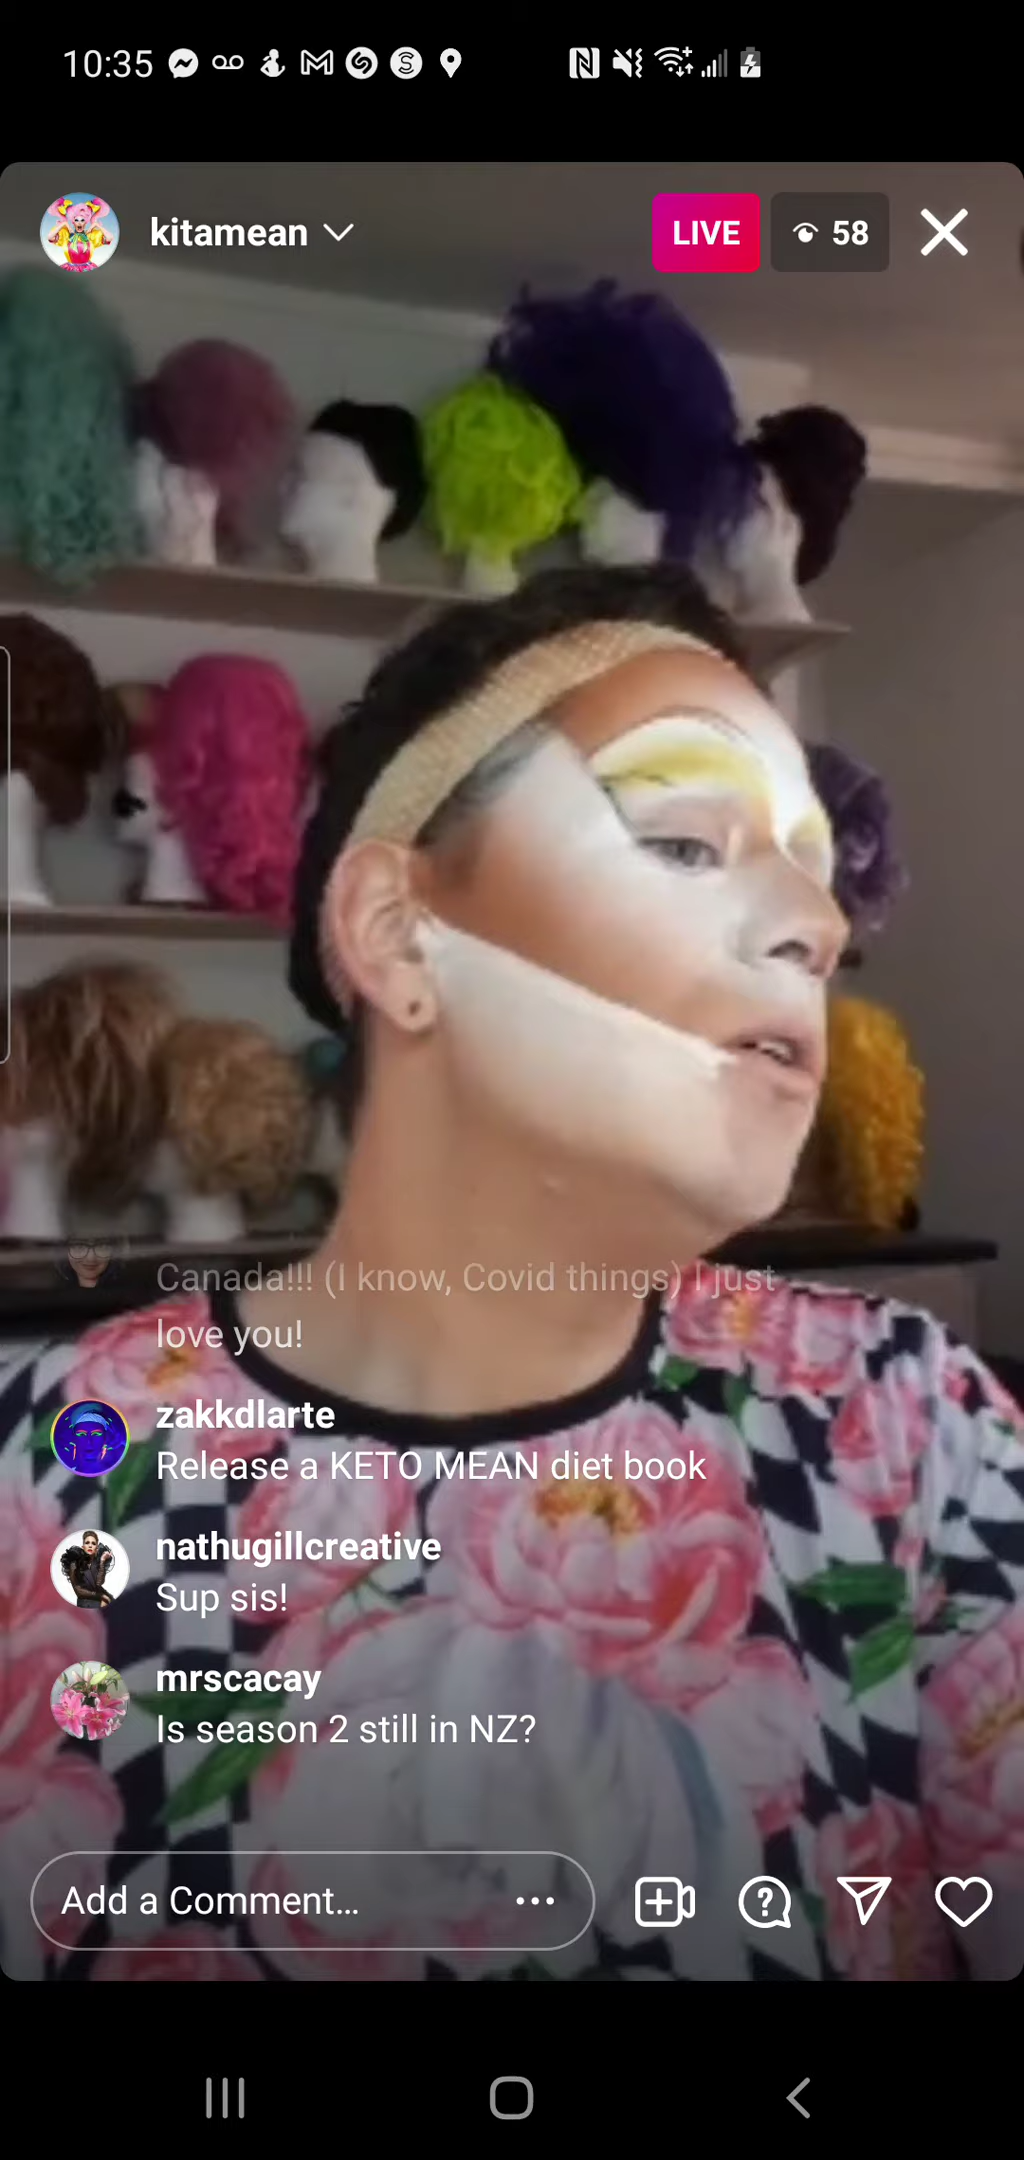 10:35
kitamean
LIVE
58
Canada!!! (I know, Covid things) I just
love you!
zakkdlarte
Release a KETO MEAN diet book
nathugillcreative
Sup sis!
mrscacay
Is season 2 still in NZ?
Add a Comment...